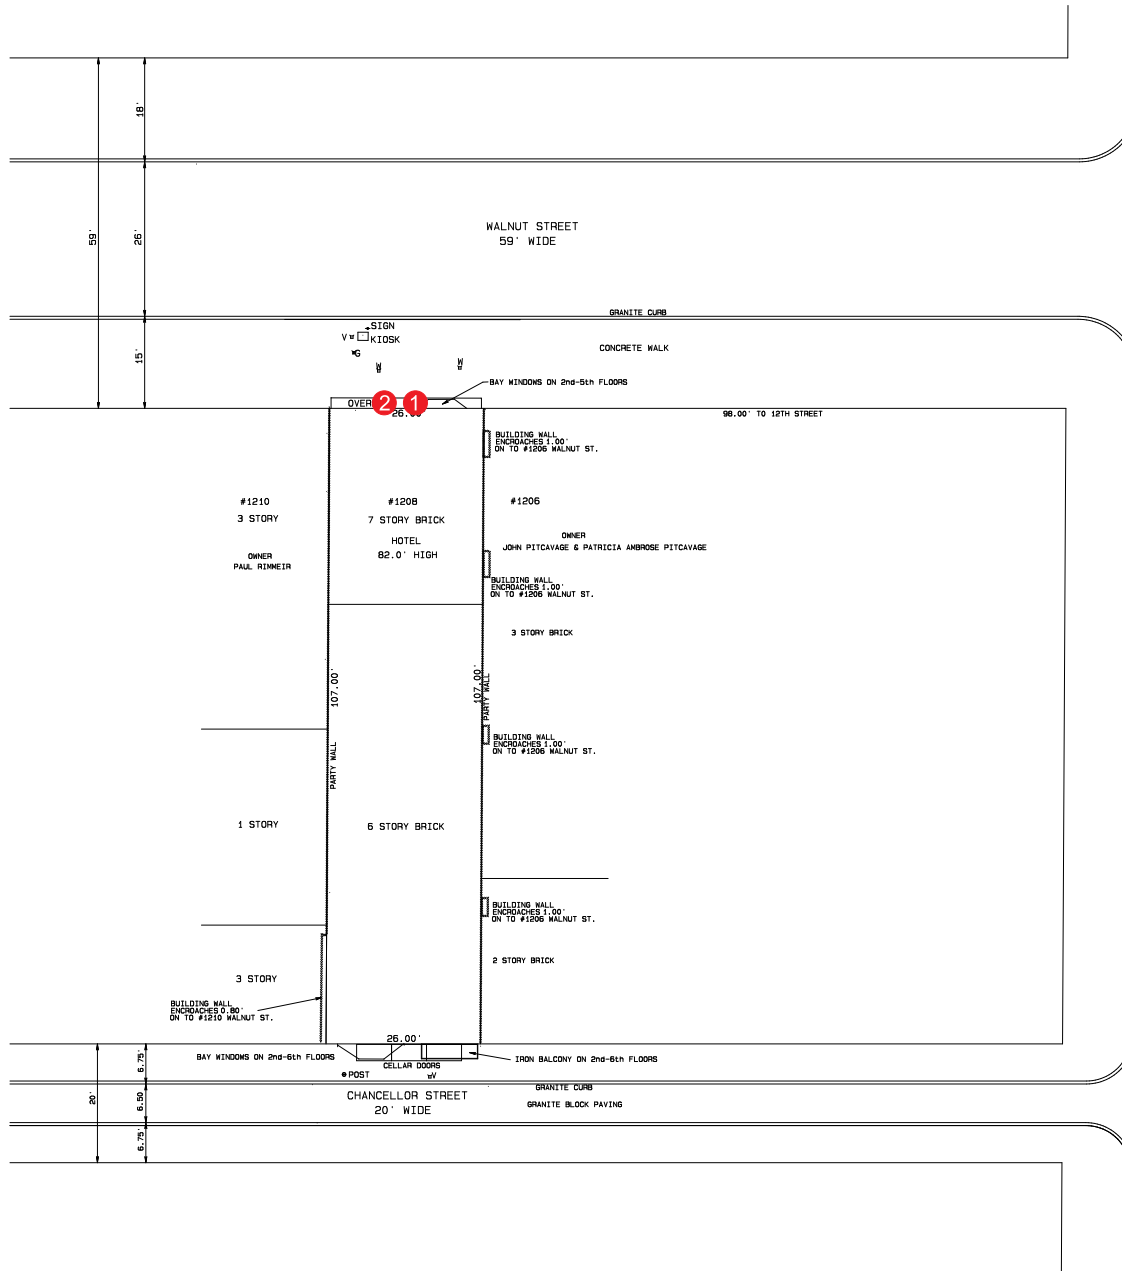 18'
59'
26'
WALNUT STREET
59' WIDE
GRANITE CURB
SIGN
V
KIOSK
G
15'
CONCRETE WALK
W
W
BAY WINDOWS ON 2nd-5th FLOORS
OVER
2
1
26.00'
98.00' TO 12TH STREET
BUILDING WALL
ENCROACHES 1.00'
ON TO #1206 WALNUT ST.
#1210
3 STORY
#1208
7 STORY BRICK
#1206
HOTEL
82.0' HIGH
OWNER
JOHN PITCAVAGE & PATRICIA AMBROSE PITCAVAGE
OWNER
PAUL RIMMEIR
BUILDING WALL
ENCROACHES 1.00'
ON TO #1206 WALNUT ST.
3 STORY BRICK
107.00'
107.00'
PARTY WALL
PARTY WALL
BUILDING WALL
ENCROACHES 1.00'
ON TO #1206 WALNUT ST.
1 STORY
6 STORY BRICK
BUILDING WALL
ENCROACHES 1.00'
ON TO #1206 WALNUT ST.
2 STORY BRICK
3 STORY
BUILDING WALL
ENCROACHES 0.80'
ON TO #1210 WALNUT ST.
26.00'
BAY WINDOWS ON 2nd-6th FLOORS
IRON BALCONY ON 2nd-6th FLOORS
CELLAR DOORS
POST
V
6.75'
20'
6.50
6.75'
CHANCELLOR STREET
20' WIDE
GRANITE CURB
GRANITE BLOCK PAVING